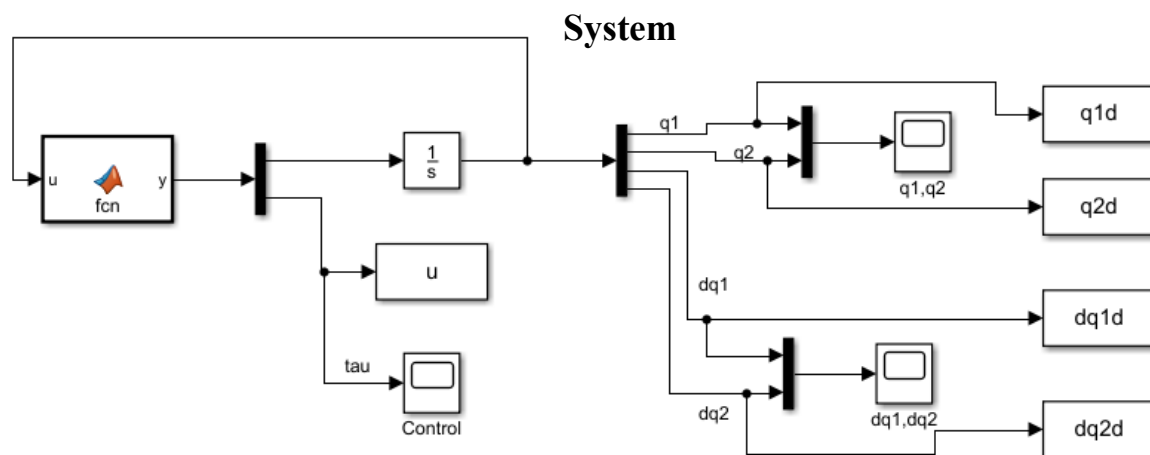 System
u
y
fcn
1
s
u
tau
Control
q1
q2
q1,q2
q1d
q2d
dq1
dq1d
dq2
dq1,dq2
dq2d